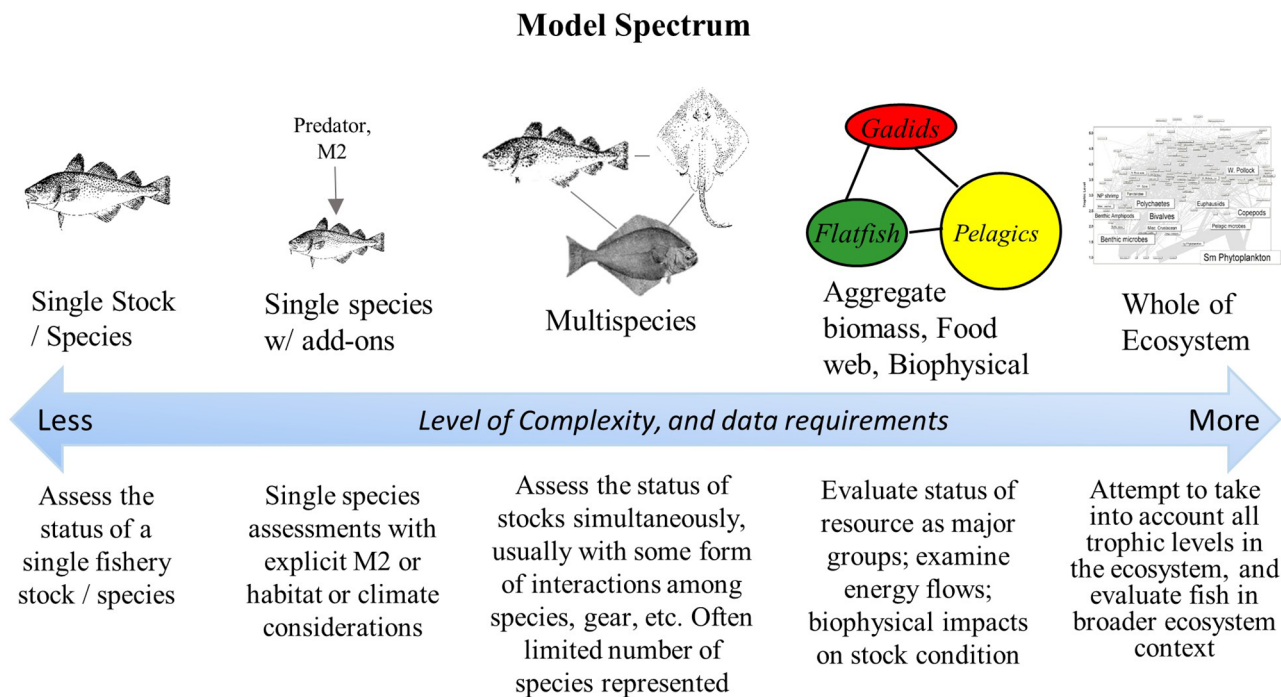 Model Spectrum
Predator,
M2
Gadids
Flatfish
Pelagics
W. Pollock
NP shrimp
Polychaetes
Euphausiids
Benthic Amphipods
Bivalves
Copepods
Pelagic microbes
Benthic microbes
Sm Phytoplankton
Single Stock
/ Species
Single species
w/ add-ons
Multispecies
Aggregate
biomass, Food
web, Biophysical
Whole of
Ecosystem
Less
Level of Complexity, and data requirements
More
Assess the
status of a
single fishery
stock / species
Single species
assessments with
explicit M2 or
habitat or climate
considerations
Assess the status of
stocks simultaneously,
usually with some form
of interactions among
species, gear, etc. Often
limited number of
species represented
Evaluate status of
resource as major
groups; examine
energy flows;
biophysical impacts
on stock condition
Attempt to take
into account all
trophic levels in
the ecosystem, and
evaluate fish in
broader ecosystem
context